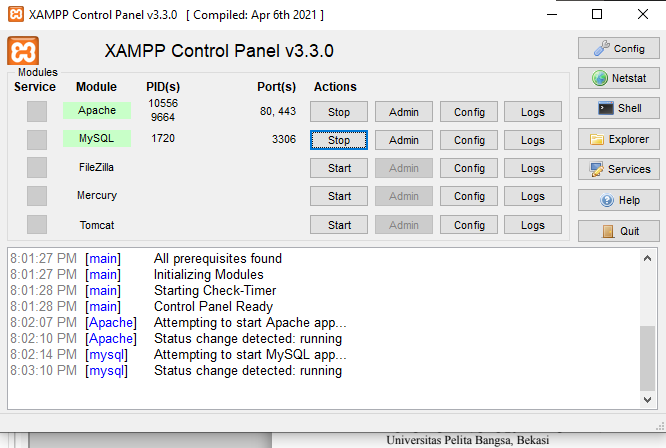 XAMPP Control Panel v3.3.0 [ Compiled: Apr 6th 2021 ]
XAMPP Control Panel v3.3.0
Config
Modules
Service Module PID(s) Port(s) Actions
Netstat
Apache 10556 9664 80, 443 Stop Admin Config Logs
Shell
MySQL 1720 3306 Stop Admin Config Logs
Explorer
FileZilla Start Admin Config Logs
Services
Mercury Start Admin Config Logs
Help
Tomcat Start Admin Config Logs
Quit
8:01:27 PM [main] All prerequisites found
8:01:27 PM [main] Initializing Modules
8:01:28 PM [main] Starting Check-Timer
8:01:28 PM [main] Control Panel Ready
8:02:07 PM [Apache] Attempting to start Apache app...
8:02:10 PM [Apache] Status change detected: running
8:02:14 PM [mysql] Attempting to start MySQL app...
8:03:10 PM [mysql] Status change detected: running
Universitas Pelita Bangsa, Bekasi